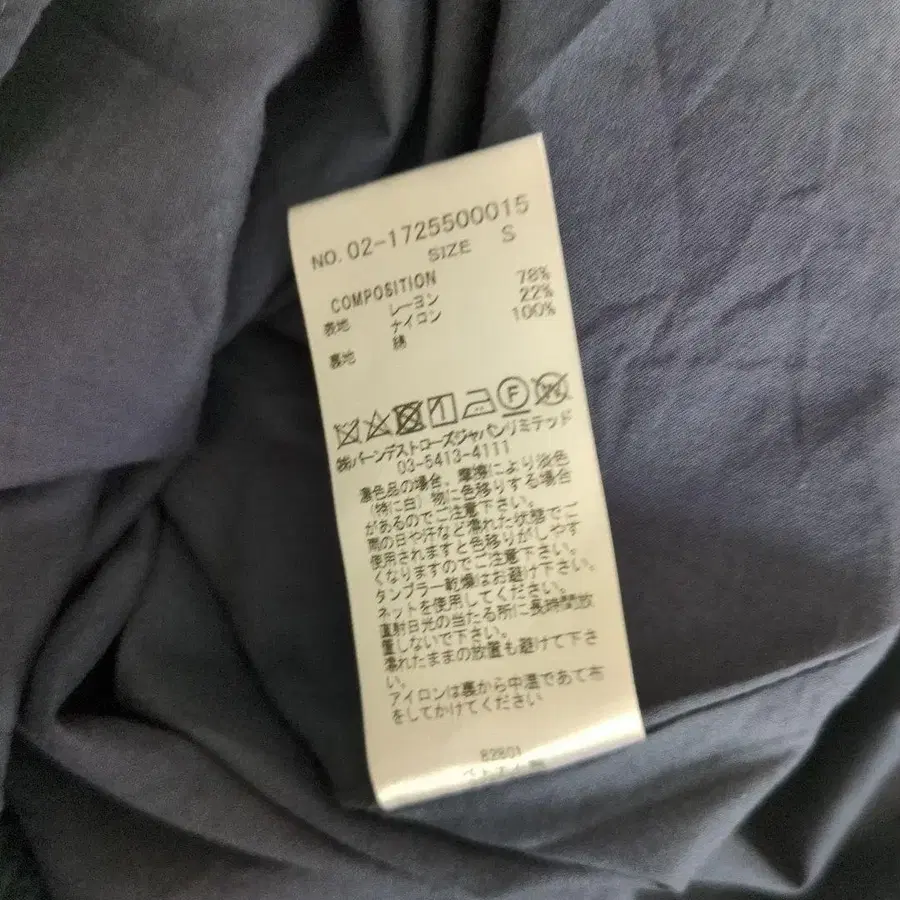 NO. 02-1725500015
SIZE S
COMPOSITION
表地 レーヨン 78%
ナイロン 22%
裏地 綿 100%
F
㈱バーンデストローズジャパンリミテッド
03-5413-4111
濃色品の場合、摩擦により淡色
(特に白)物に色移りする場合
があるのでご注意下さい。
雨の日や汗など濡れた状態でご
使用されますと色移りがしやす
くなりますのでご注意下さい。
タンブラー乾燥はお避け下さい。
ネットを使用してください。
直射日光の当たる所に長時間放
置しないで下さい。
濡れたままの放置も避けて下さ
い。
アイロンは裏から中温であて布
をしてかけてください
82801